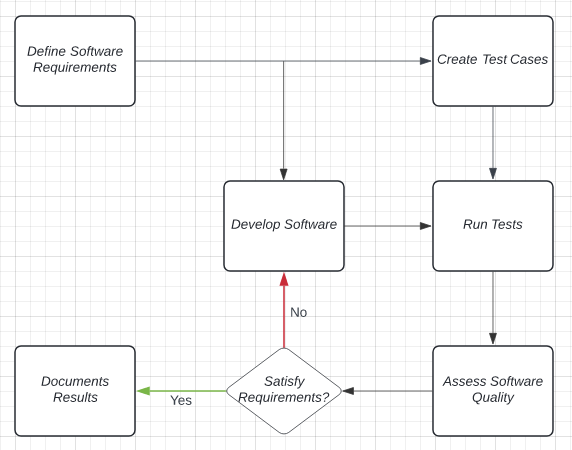 Define Software
Requirements
Create Test Cases
Develop Software
Run Tests
No
Documents
Results
Yes
Satisfy
Requirements?
Assess Software
Quality